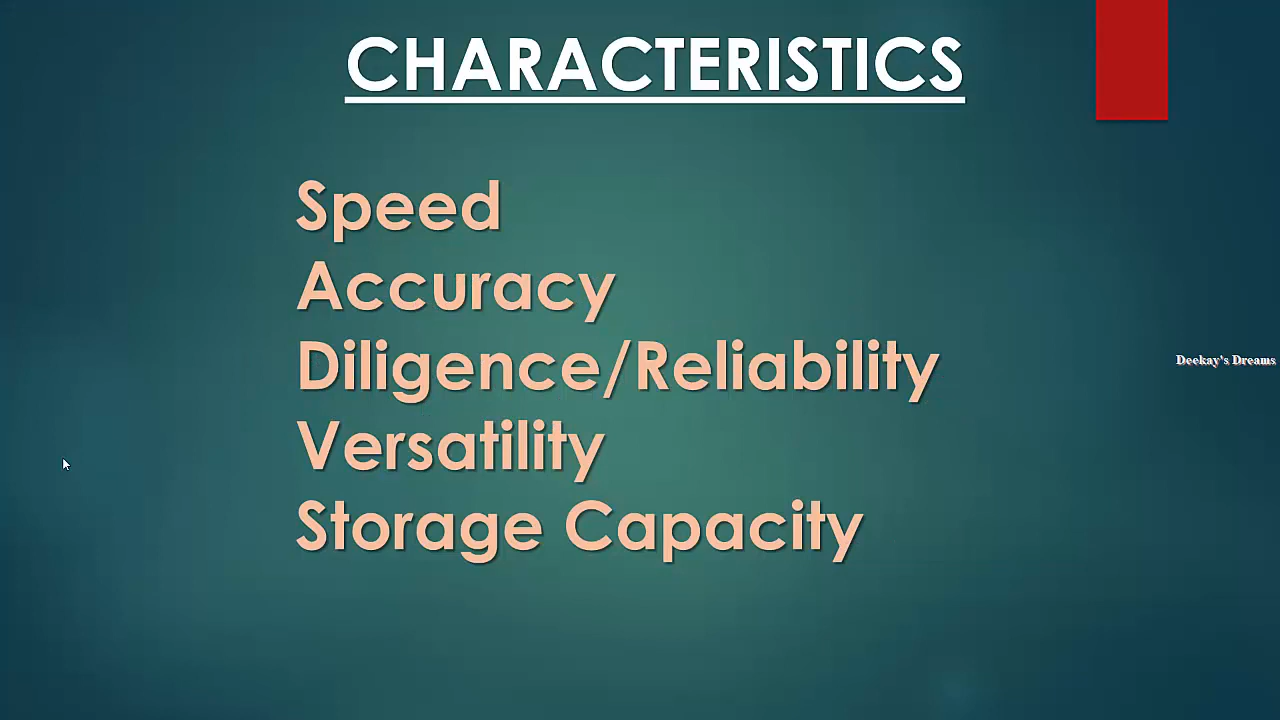 CHARACTERISTICS
Speed
Accuracy
Diligence/Reliability
Deekay's Dreams
Versatility
Storage Capacity